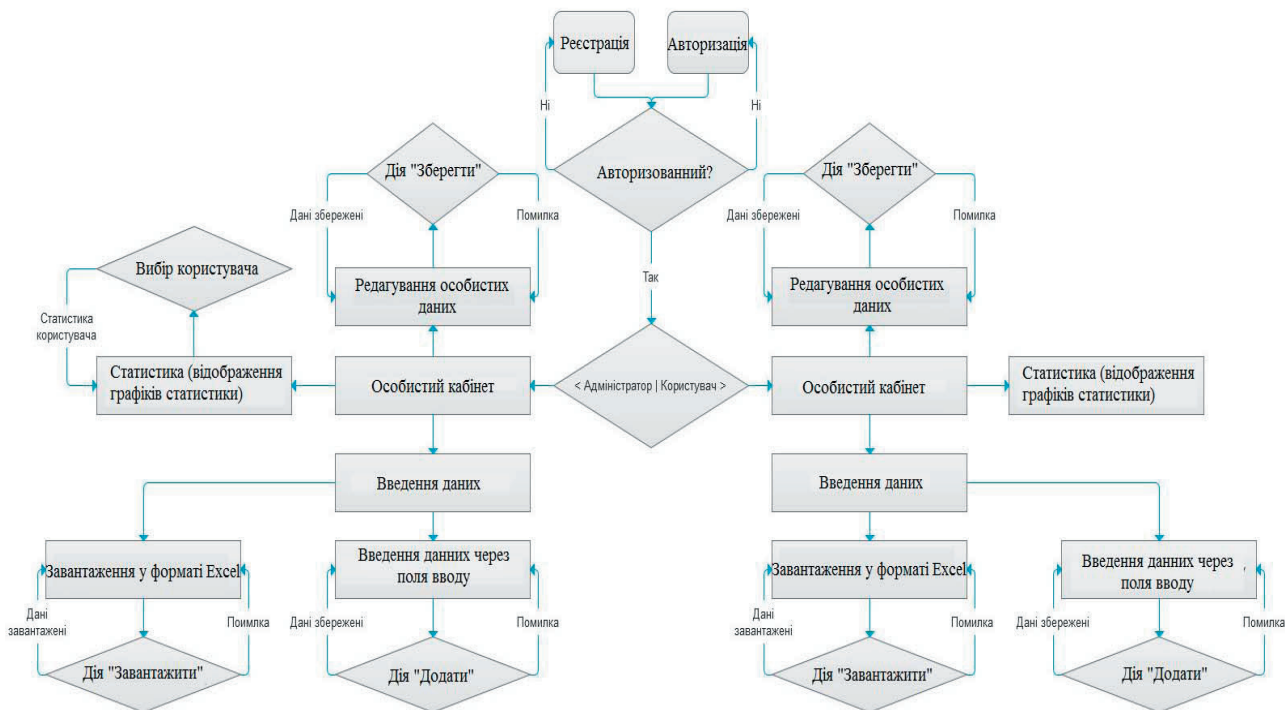 Реєстрація
Авторизація
Ні
Ні
Авторизованний?
Так
Дія "Зберегти"
Дані збережені
Помилка
Редагування особистих
даних
Дія "Зберегти"
Дані збережені
Помилка
Редагування особистих
даних
Вибір користувача
Статистика
користувача
Статистика (відображення
графіків статистики)
Особистий кабінет
< Адміністратор | Користувач >
Особистий кабінет
Статистика (відображення
графіків статистики)
Введення даних
Введення даних
Завантаження у форматі Excel
Дані
завантажені
Поимлка
Дія "Завантажити"
Введення данних через
поля вводу
Дані збережені
Помилка
Дія "Додати"
Завантаження у форматі Excel
Дані
завантажені
Помилка
Дія "Завантажити"
Введення данних через
поля вводу
Дані збережені
Помилка
Дія "Додати"